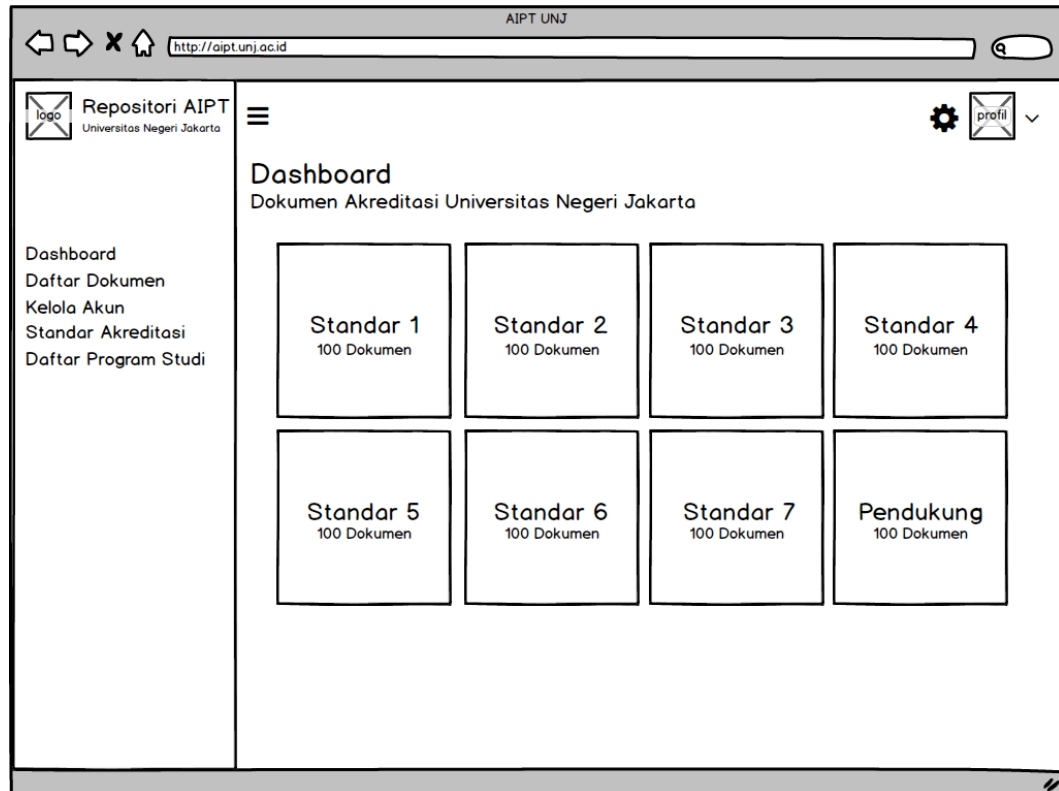 AIPT UNJ
http://aipt.unj.ac.id
logo
Repositori AIPT
Universitas Negeri Jakarta
profil
Dashboard
Dokumen Akreditasi Universitas Negeri Jakarta
Dashboard
Daftar Dokumen
Kelola Akun
Standar Akreditasi
Daftar Program Studi
Standar 1
100 Dokumen
Standar 2
100 Dokumen
Standar 3
100 Dokumen
Standar 4
100 Dokumen
Standar 5
100 Dokumen
Standar 6
100 Dokumen
Standar 7
100 Dokumen
Pendukung
100 Dokumen